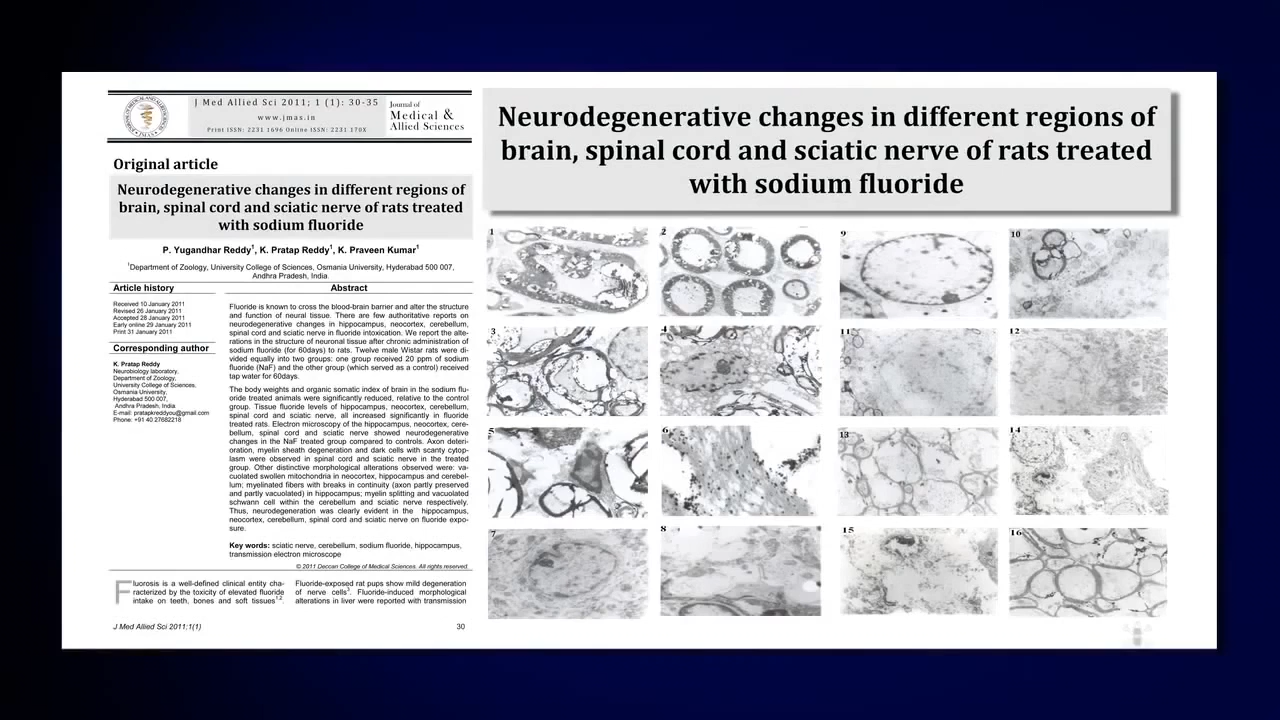 J Med Allied Sci 2011; 1 (1): 30-35
www.jmas.in
Print ISSN: 2231 1696 Online ISSN: 2231 170X
Journal of
Medical &
Allied Sciences
Original article
Neurodegenerative changes in different regions of
brain, spinal cord and sciatic nerve of rats treated
with sodium fluoride
P. Yugandhar Reddy1, K. Pratap Reddy1, K. Praveen Kumar1
1Department of Zoology, University College of Sciences, Osmania University, Hyderabad 500 007,
Andhra Pradesh, India.
Article history
Received 10 January 2011
Revised 26 January 2011
Accepted 28 January 2011
Early online 29 January 2011
Print 31 January 2011
Corresponding author
K. Pratap Reddy
Neurobiology laboratory,
Department of Zoology,
University College of Sciences,
Osmania University,
Hyderabad 500 007,
Andhra Pradesh, India.
E-mail: pratapkreddyou@gmail.com
Phone: +91 40 27682218
Abstract
Fluoride is known to cross the blood-brain barrier and alter the structure
and function of neural tissue. There are few authoritative reports on
neurodegenerative changes in hippocampus, neocortex, cerebellum,
spinal cord and sciatic nerve in fluoride intoxication. We report the alte-
rations in the structure of neuronal tissue after chronic administration of
sodium fluoride (for 60days) to rats. Twelve male Wistar rats were di-
vided equally into two groups: one group received 20 ppm of sodium
fluoride (NaF) and the other group (which served as a control) received
tap water for 60days.
The body weights and organic somatic index of brain in the sodium flu-
oride treated animals were significantly reduced, relative to the control
group. Tissue fluoride levels of hippocampus, neocortex, cerebellum,
spinal cord and sciatic nerve, all increased significantly in fluoride
treated rats. Electron microscopy of the hippocampus, neocortex, cere-
bellum, spinal cord and sciatic nerve showed neurodegenerative
changes in the NaF treated group compared to controls. Axon deteri-
oration, myelin sheath degeneration and dark cells with scanty cytop-
lasm were observed in spinal cord and sciatic nerve in the treated
group. Other distinctive morphological alterations observed were: va-
cuolated swollen mitochondria in neocortex, hippocampus and cerebel-
lum; myelinated fibers with breaks in continuity (axon partly preserved
and partly vacuolated) in hippocampus; myelin splitting and vacuolated
schwann cell within the cerebellum and sciatic nerve respectively.
Thus, neurodegeneration was clearly evident in the hippocampus,
neocortex, cerebellum, spinal cord and sciatic nerve on fluoride expo-
sure.
Key words: sciatic nerve, cerebellum, sodium fluoride, hippocampus,
transmission electron microscope
© 2011 Deccan College of Medical Sciences. All rights reserved.
Fluorosis is a well-defined clinical entity cha-
racterized by the toxicity of elevated fluoride
intake on teeth, bones and soft tissues1,2.
Fluoride-exposed rat pups show mild degeneration
of nerve cells3. Fluoride-induced morphological
alterations in liver were reported with transmission
J Med Allied Sci 2011;1(1)
30
Neurodegenerative changes in different regions of
brain, spinal cord and sciatic nerve of rats treated
with sodium fluoride
1
2
9
10
3
4
11
12
5
6
13
14
7
8
15
16